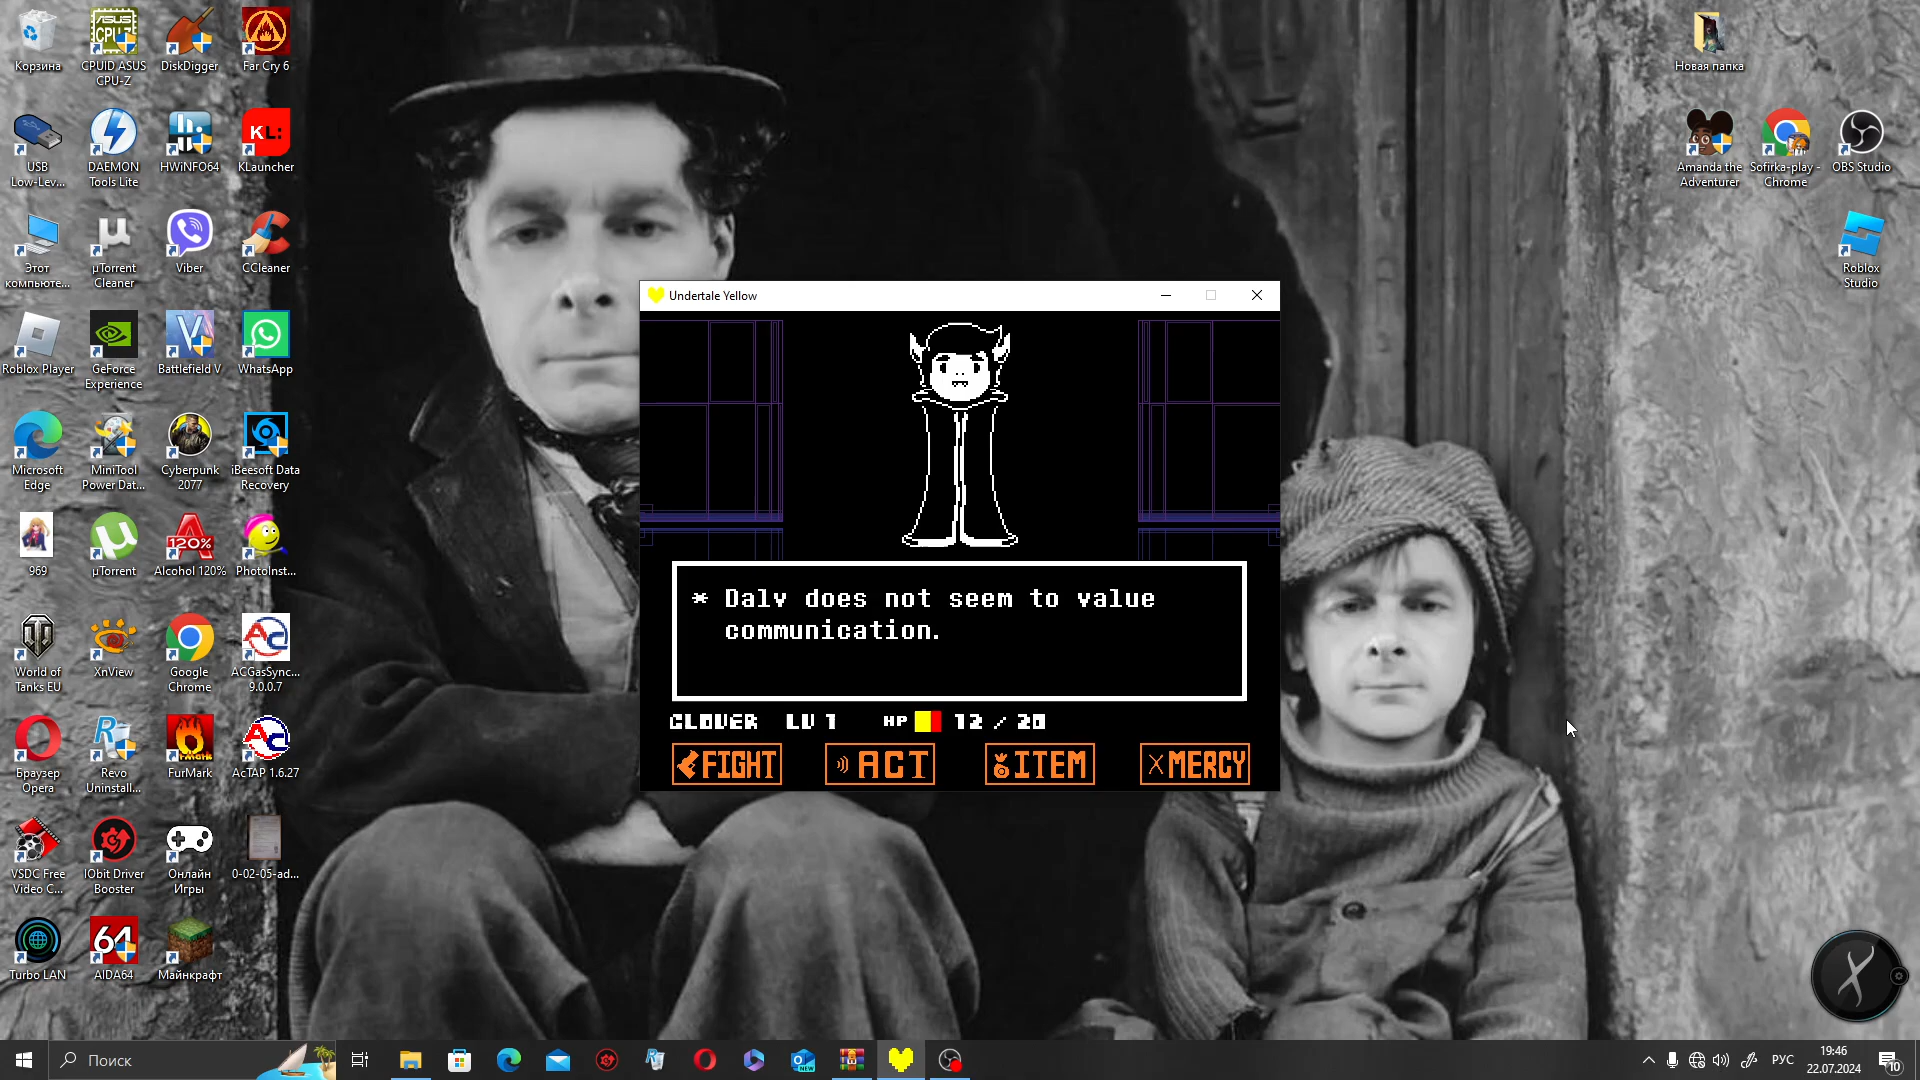 Корзина
CPUID ASUS
CPU-Z
DiskDigger
Far Cry 6
Новая папка
USB
Low-Lev...
DAEMON
Tools Lite
HWiNFO64
KL:
KLauncher
Amanda the
Adventurer
Sofirka-play -
Chrome
OBS Studio
Этот
компьюте...
µTorrent
Cleaner
Viber
CCleaner
Roblox
Studio
Undertale Yellow
Roblox Player
GeForce
Experience
Battlefield V
WhatsApp
Microsoft
Edge
MiniTool
Power Dat...
Cyberpunk
2077
iBeesoft Data
Recovery
969
µTorrent
120%
Alcohol 120%
PhotoInst...
* Dalv does not seem to value
communication.
World of
Tanks EU
XnView
Google
Chrome
ACGasSync...
9.0.0.7
CLOVER LV 1 HP 12 / 20
FIGHT ACT ITEM MERCY
Браузер
Opera
Revo
Uninstall...
FurMark
AcTAP 1.6.27
VSDC Free
Video C...
IObit Driver
Booster
Онлайн
Игры
0-02-05-ad...
Turbo LAN
64
AIDA64
Майнкрафт
Поиск
РУС
19:46
22.07.2024
10